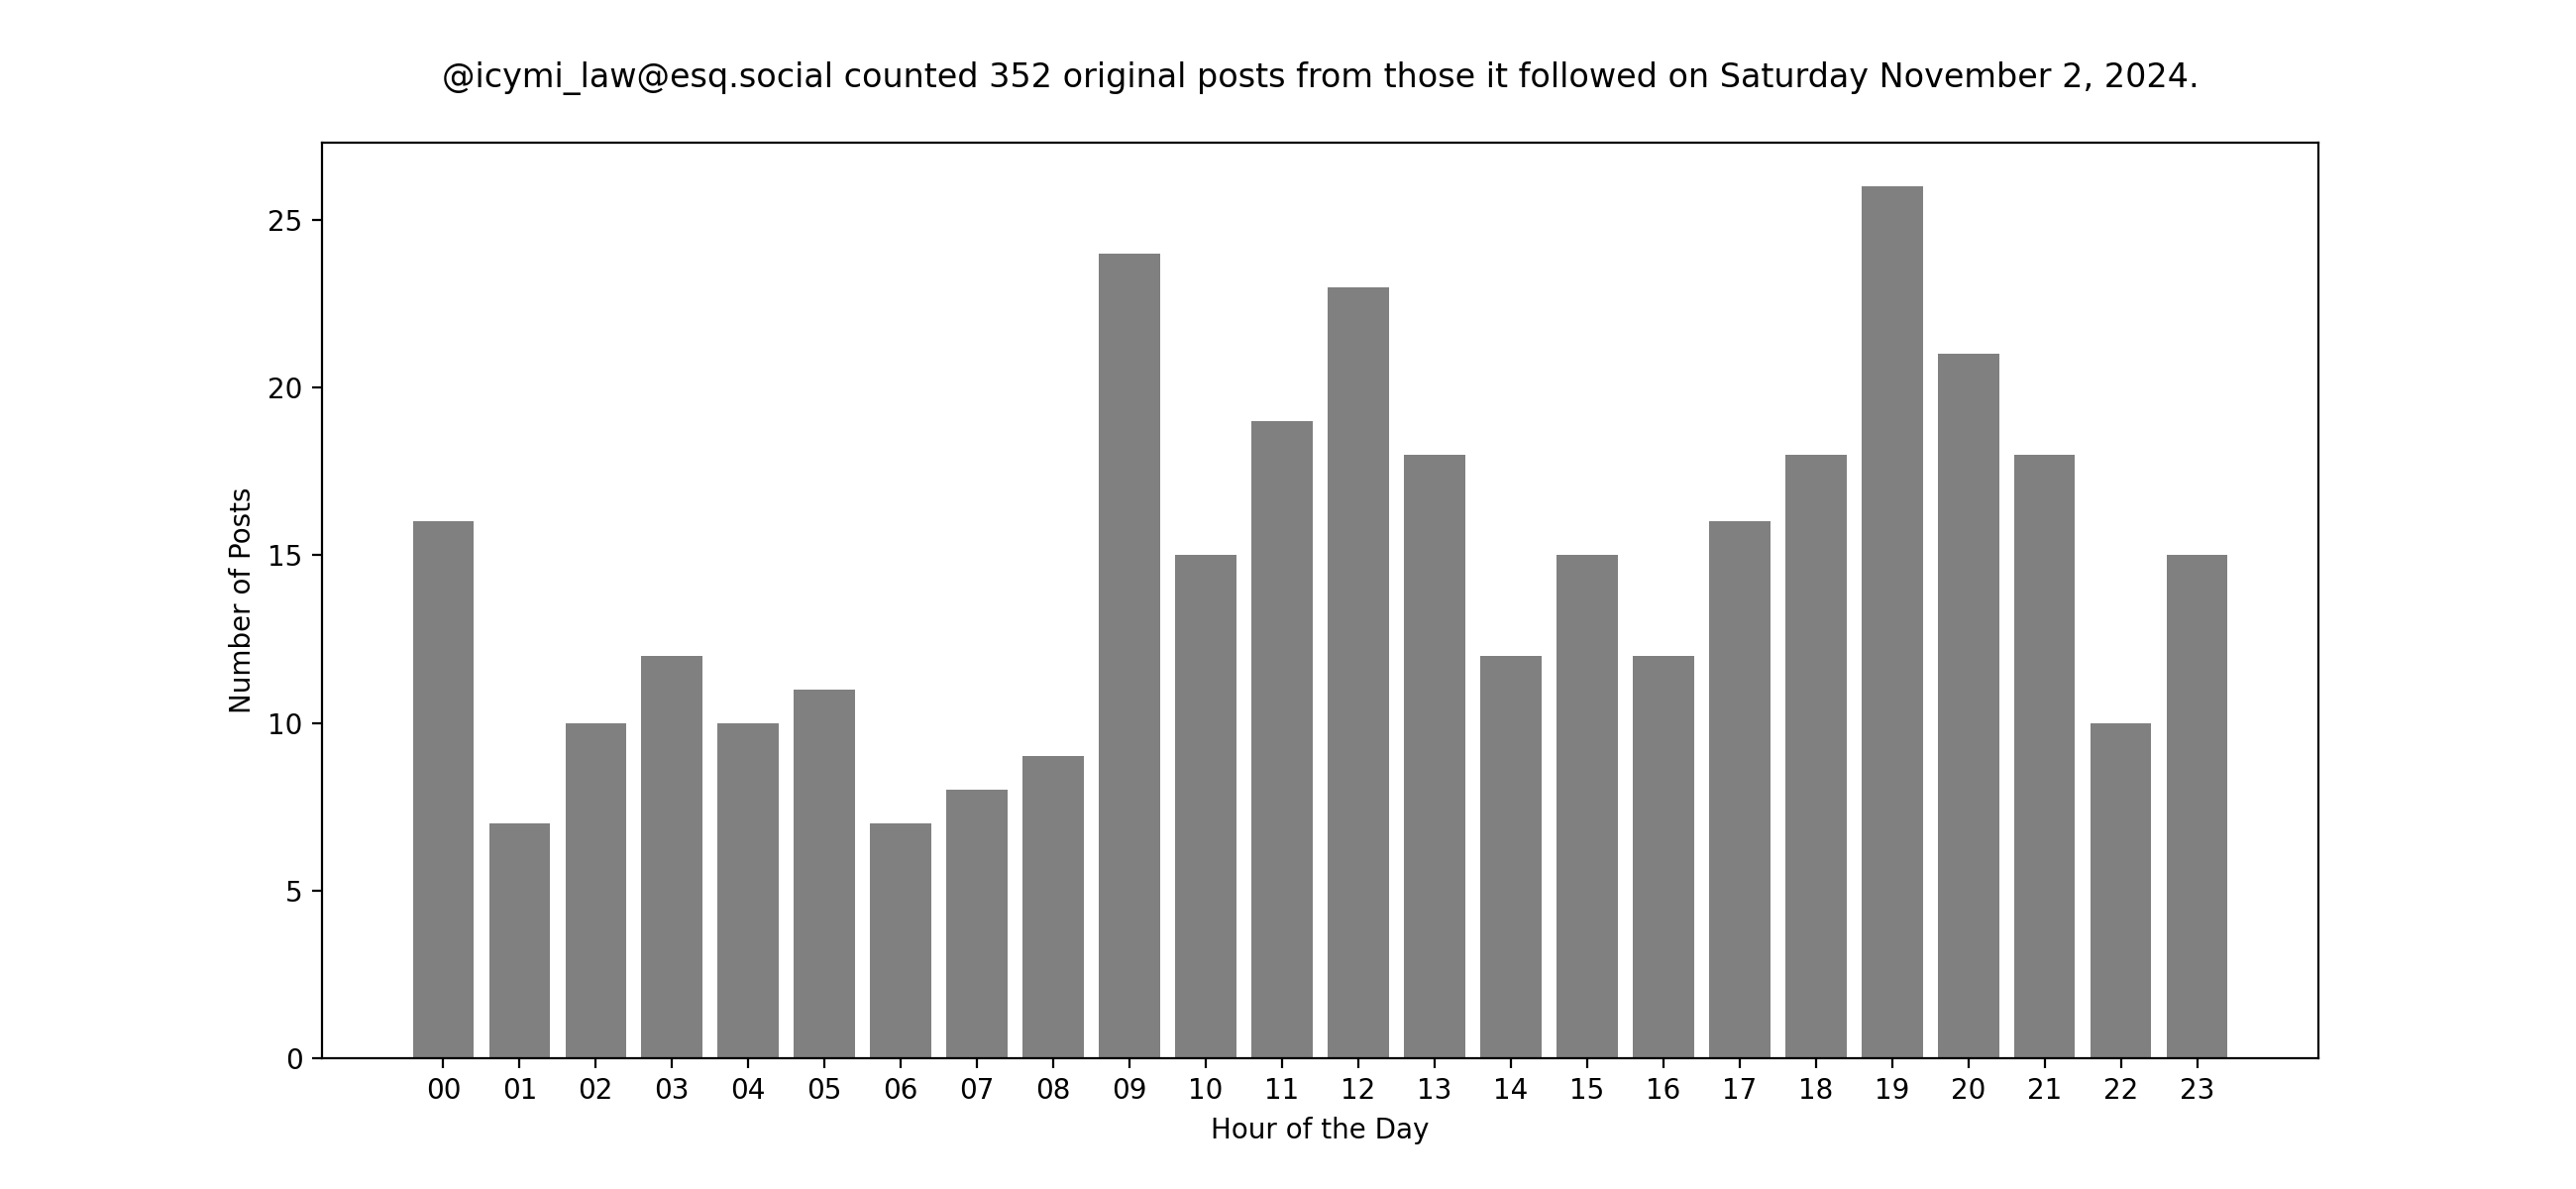 @icymi_law@esq.social counted 352 original posts from those it followed on Saturday November 2, 2024.
Number of Posts
25
20
15
10
5
0
00 01 02 03 04 05 06 07 08 09 10 11 12 13 14 15 16 17 18 19 20 21 22 23
Hour of the Day